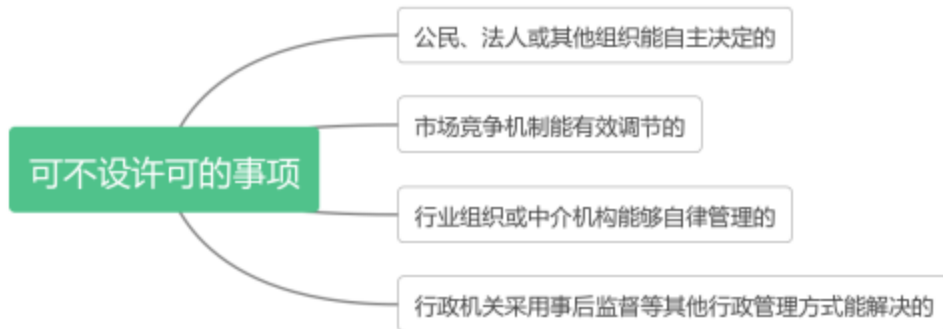 公民、法人或其他组织能自主决定的
市场竞争机制能有效调节的
可不设许可的事项
行业组织或中介机构能够自律管理的
行政机关采用事后监督等其他行政管理方式能解决的